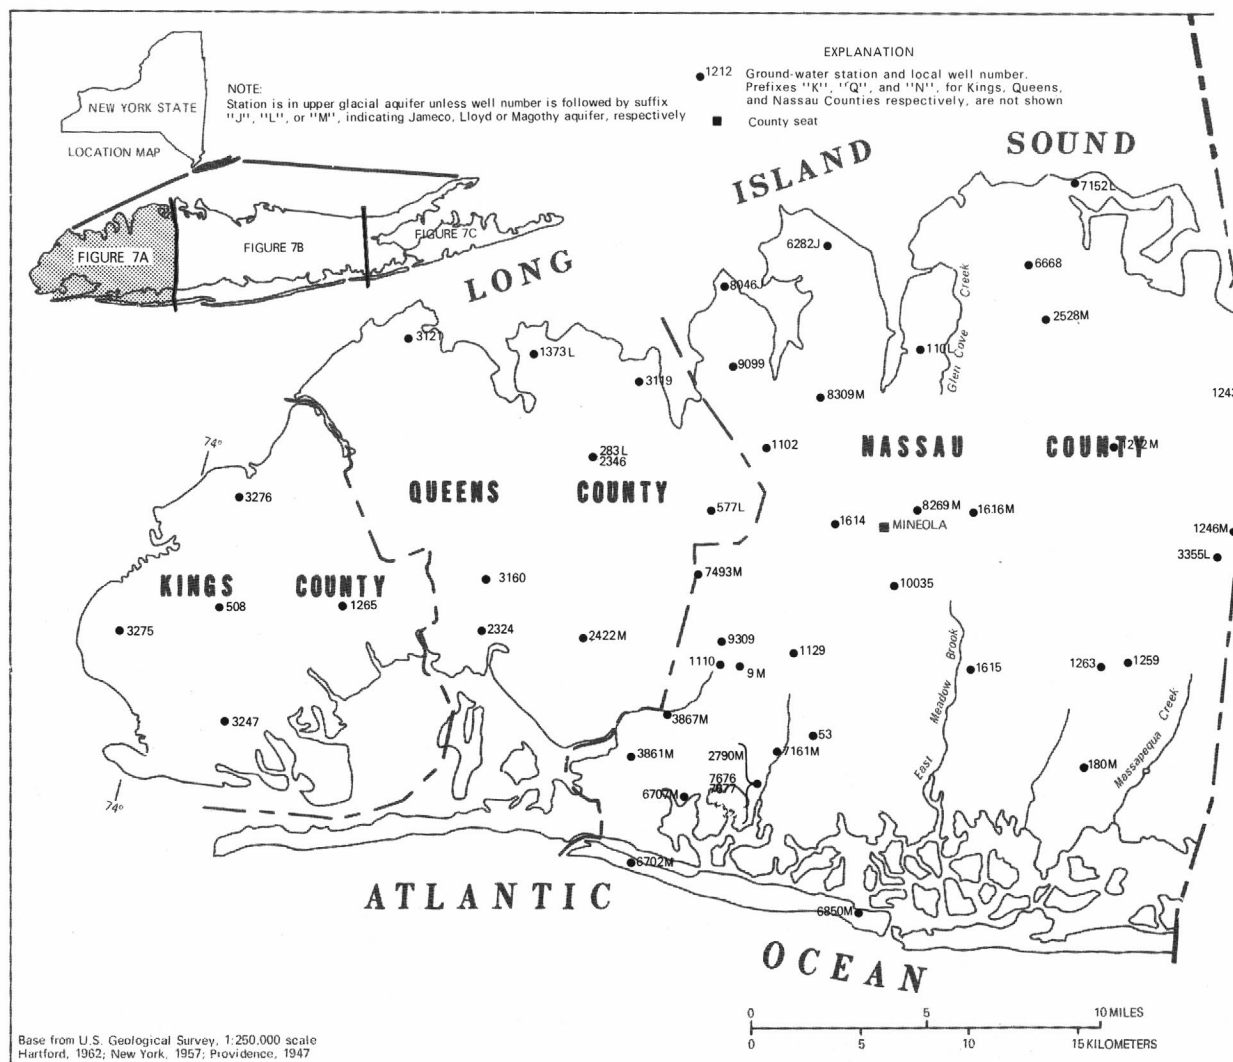 EXPLANATION
1212 Ground-water station and local well number.
Prefixes "K", "Q", and "N", for Kings, Queens,
and Nassau Counties respectively, are not shown
County seat
NOTE:
Station is in upper glacial aquifer unless well number is followed by suffix
"J", "L", or "M", indicating Jameco, Lloyd or Magothy aquifer, respectively
NEW YORK STATE
LOCATION MAP
FIGURE 7A
FIGURE 7B
FIGURE 7C
LONG ISLAND SOUND
7152L
6282J
6668
8046J
2528M
3121
1373L
110L
Glen Cove Creek
9099
3119
8309M
1243
74°
1102
NASSAU COUNTY
1242M
283L
2346
QUEENS COUNTY
3276
577L
8269M
1616M
1614
MINEOLA
1246M
3355L
7493M
3160
10035
KINGS COUNTY
508
1265
3275
2324
2422M
9309
1129
1110
9M
1615
1263
1259
East Meadow Brook
Massapequa Creek
3247
3867M
53
3861M
2790M
7161M
180M
7676
7677
6707M
74°
6702M
6850M
ATLANTIC
OCEAN
0 5 10 MILES
0 5 10 15 KILOMETERS
Base from U.S. Geological Survey, 1:250,000 scale
Hartford, 1962; New York, 1957; Providence, 1947